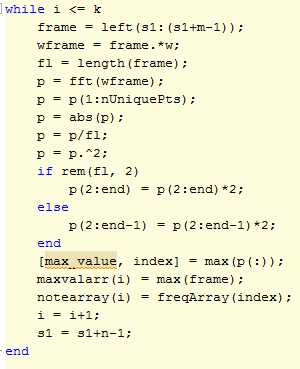 while i <= k
frame = left(s1:(s1+m-1));
wframe = frame.*w;
fl = length(frame);
p = fft(wframe);
p = p(1:nUniquePts);
p = abs(p);
p = p/fl;
p = p.^2;
if rem(fl, 2)
p(2:end) = p(2:end)*2;
else
p(2:end-1) = p(2:end-1)*2;
end
[max_value, index] = max(p(:));
maxvalarr(i) = max(frame);
notearray(i) = freqArray(index);
i = i+1;
s1 = s1+n-1;
end